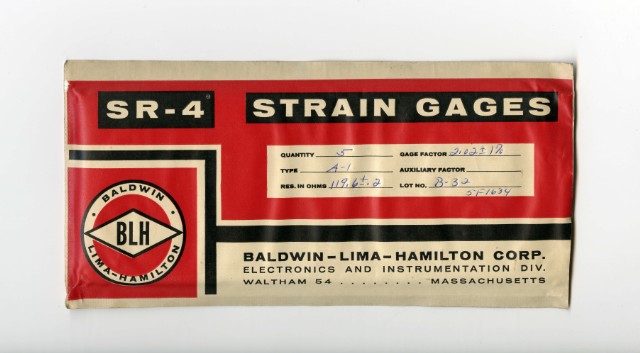 SR-4® STRAIN GAGES
QUANTITY 5 GAGE FACTOR 2.02 ± 1%
TYPE A-1 AUXILIARY FACTOR
RES. IN OHMS 119.6 ± .2 LOT NO. B-32
BALDWIN
BLH
LIMA-HAMILTON
BALDWIN-LIMA-HAMILTON CORP.
ELECTRONICS AND INSTRUMENTATION DIV.
WALTHAM 54 ........ MASSACHUSETTS